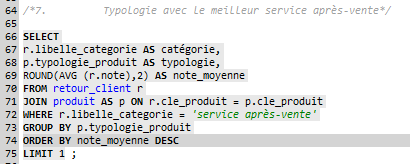 64 /*7. Typologie avec le meilleur service après-vente*/
65
66 SELECT
67 r.libelle_categorie AS catégorie,
68 p.typologie_produit AS typologie,
69 ROUND(AVG (r.note),2) AS note_moyenne
70 FROM retour_client r
71 JOIN produit AS p ON r.cle_produit = p.cle_produit
72 WHERE r.libelle_categorie = 'service après-vente'
73 GROUP BY p.typologie_produit
74 ORDER BY note_moyenne DESC
75 LIMIT 1 ;